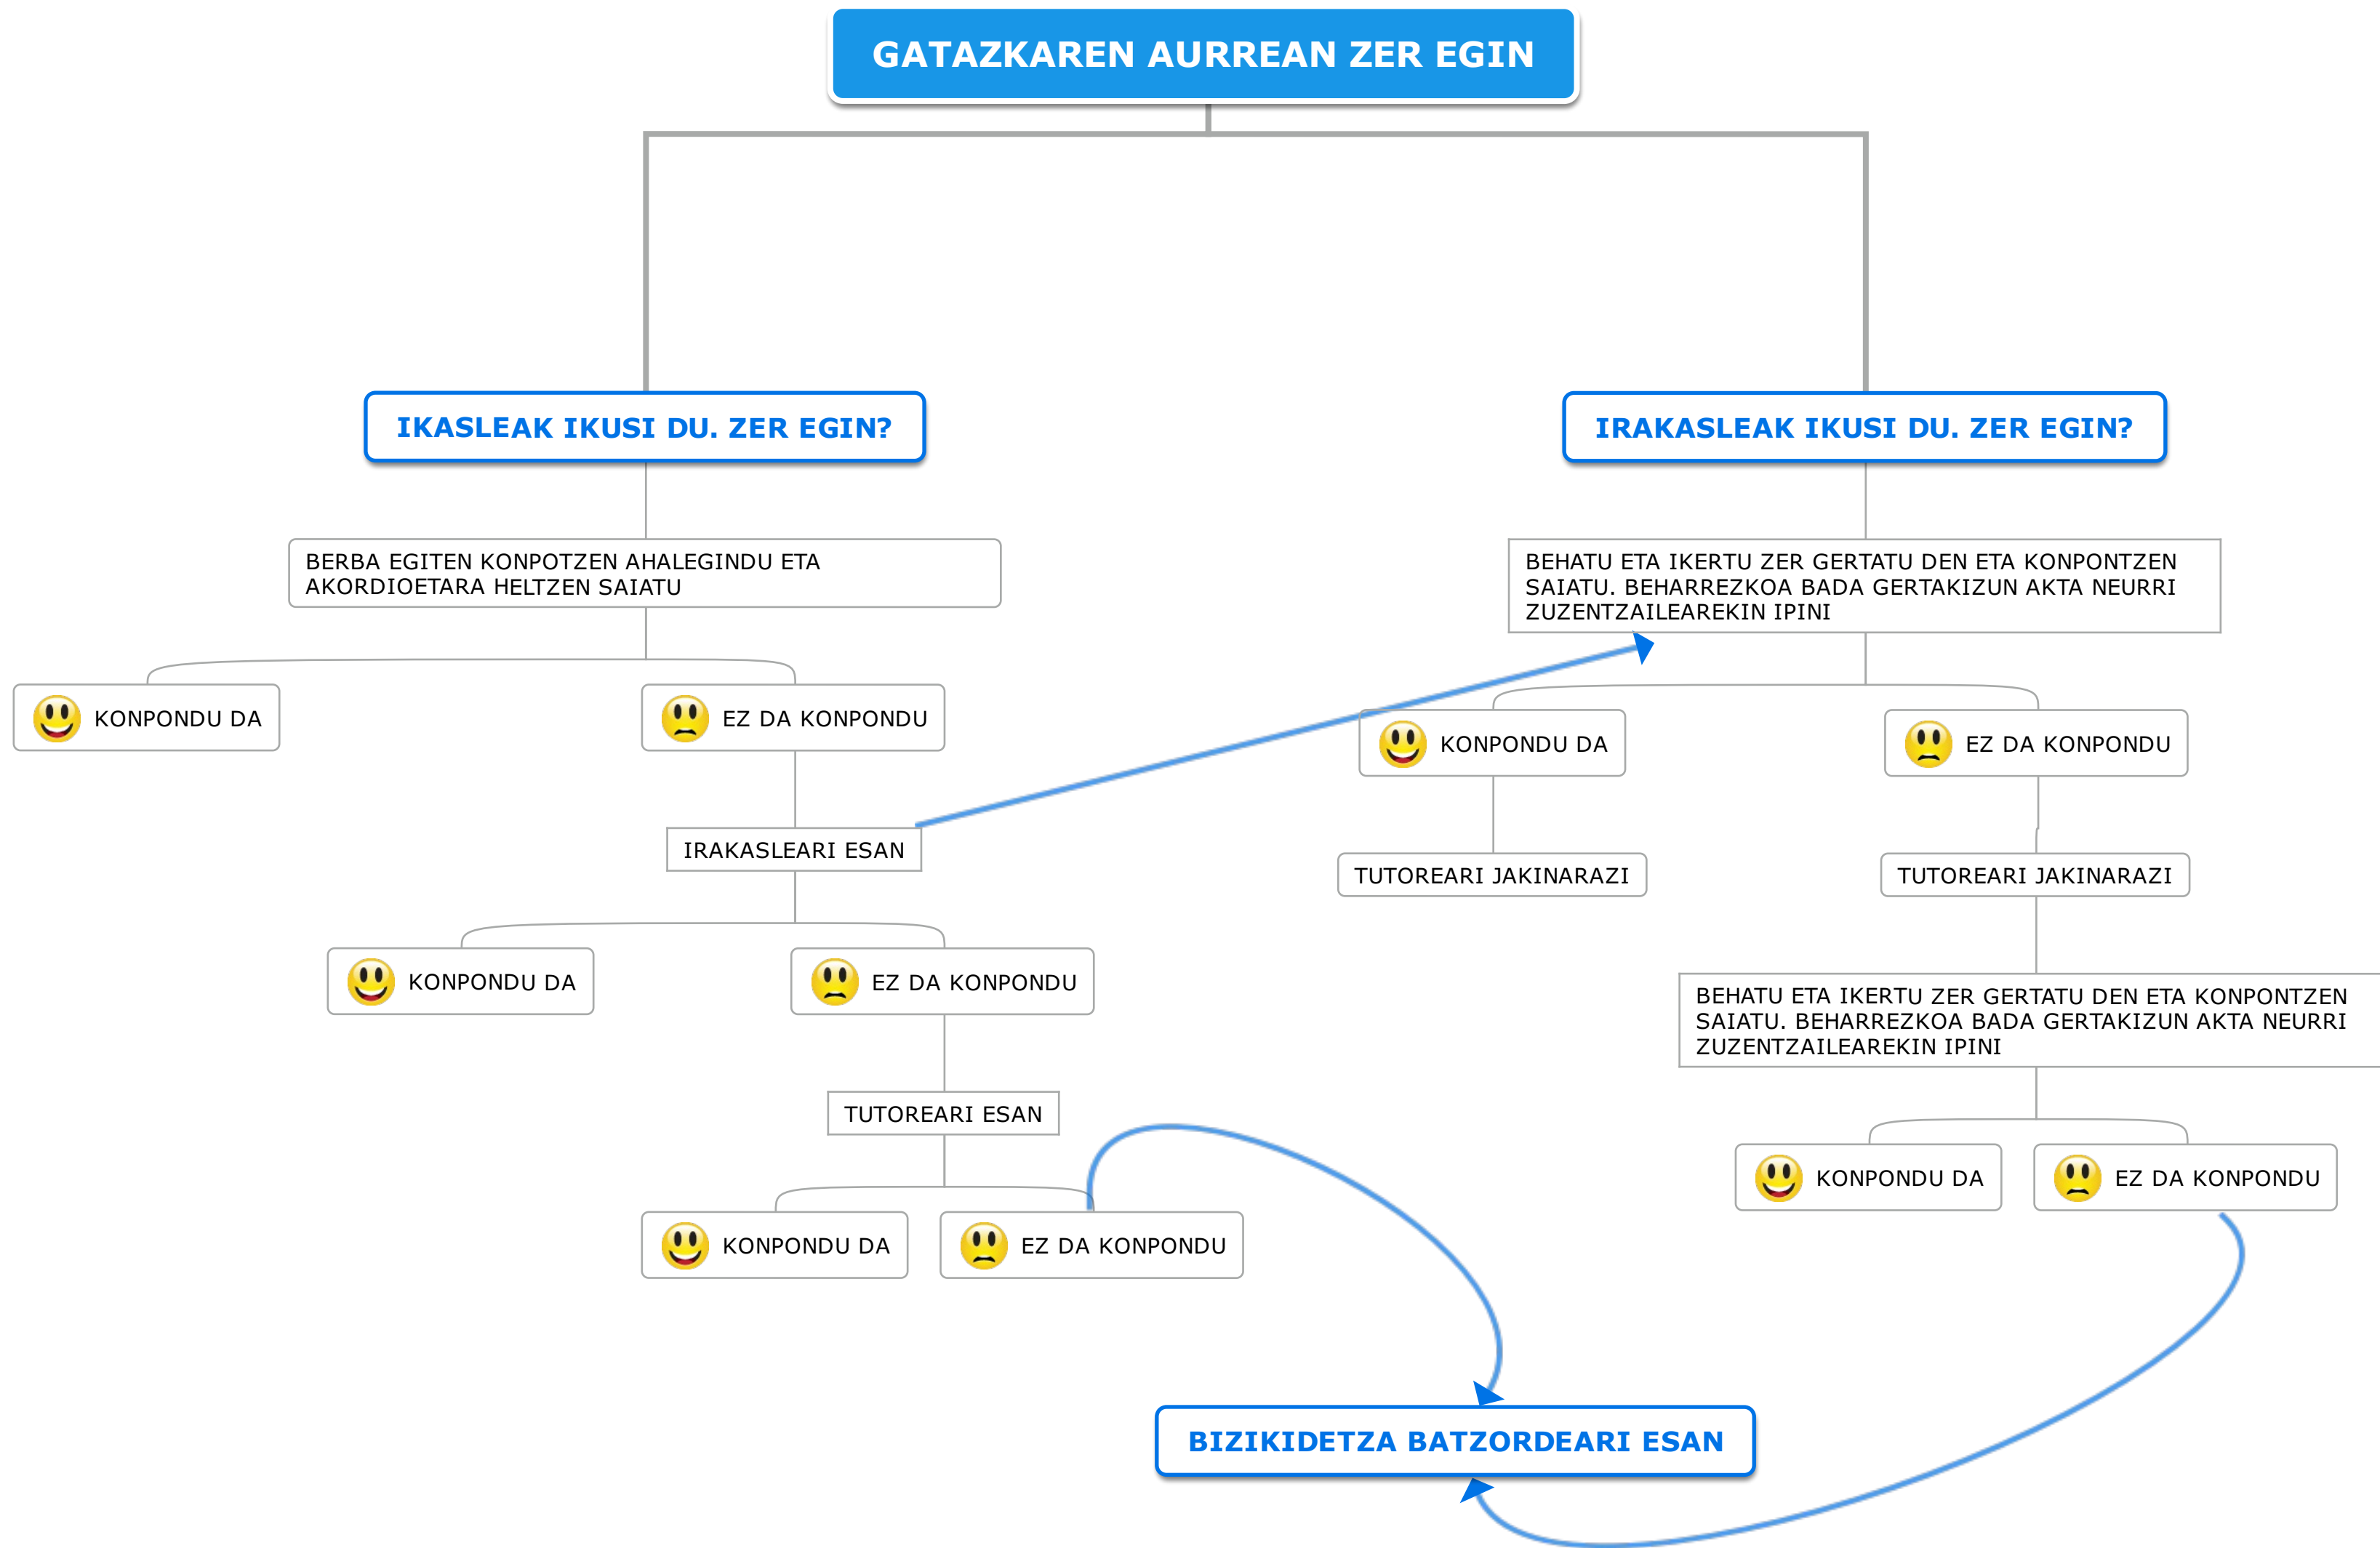 GATAZKAREN AURREAN ZER EGIN
IKASLEAK IKUSI DU. ZER EGIN?
BERBA EGITEN KONPOTZEN AHALEGINDU ETA
AKORDIOETARA HELTZEN SAIATU
KONPONDU DA
EZ DA KONPONDU
IRAKASLEARI ESAN
KONPONDU DA
EZ DA KONPONDU
TUTOREARI ESAN
KONPONDU DA
EZ DA KONPONDU
IRAKASLEAK IKUSI DU. ZER EGIN?
BEHATU ETA IKERTU ZER GERTATU DEN ETA KONPONTZEN
SAIATU. BEHARREZKOA BADA GERTAKIZUN AKTA NEURRI
ZUZENTZAILEAREKIN IPINI
KONPONDU DA
EZ DA KONPONDU
TUTOREARI JAKINARAZI
TUTOREARI JAKINARAZI
BEHATU ETA IKERTU ZER GERTATU DEN ETA KONPONTZEN
SAIATU. BEHARREZKOA BADA GERTAKIZUN AKTA NEURRI
ZUZENTZAILEAREKIN IPINI
KONPONDU DA
EZ DA KONPONDU
BIZIKIDETZA BATZORDEARI ESAN